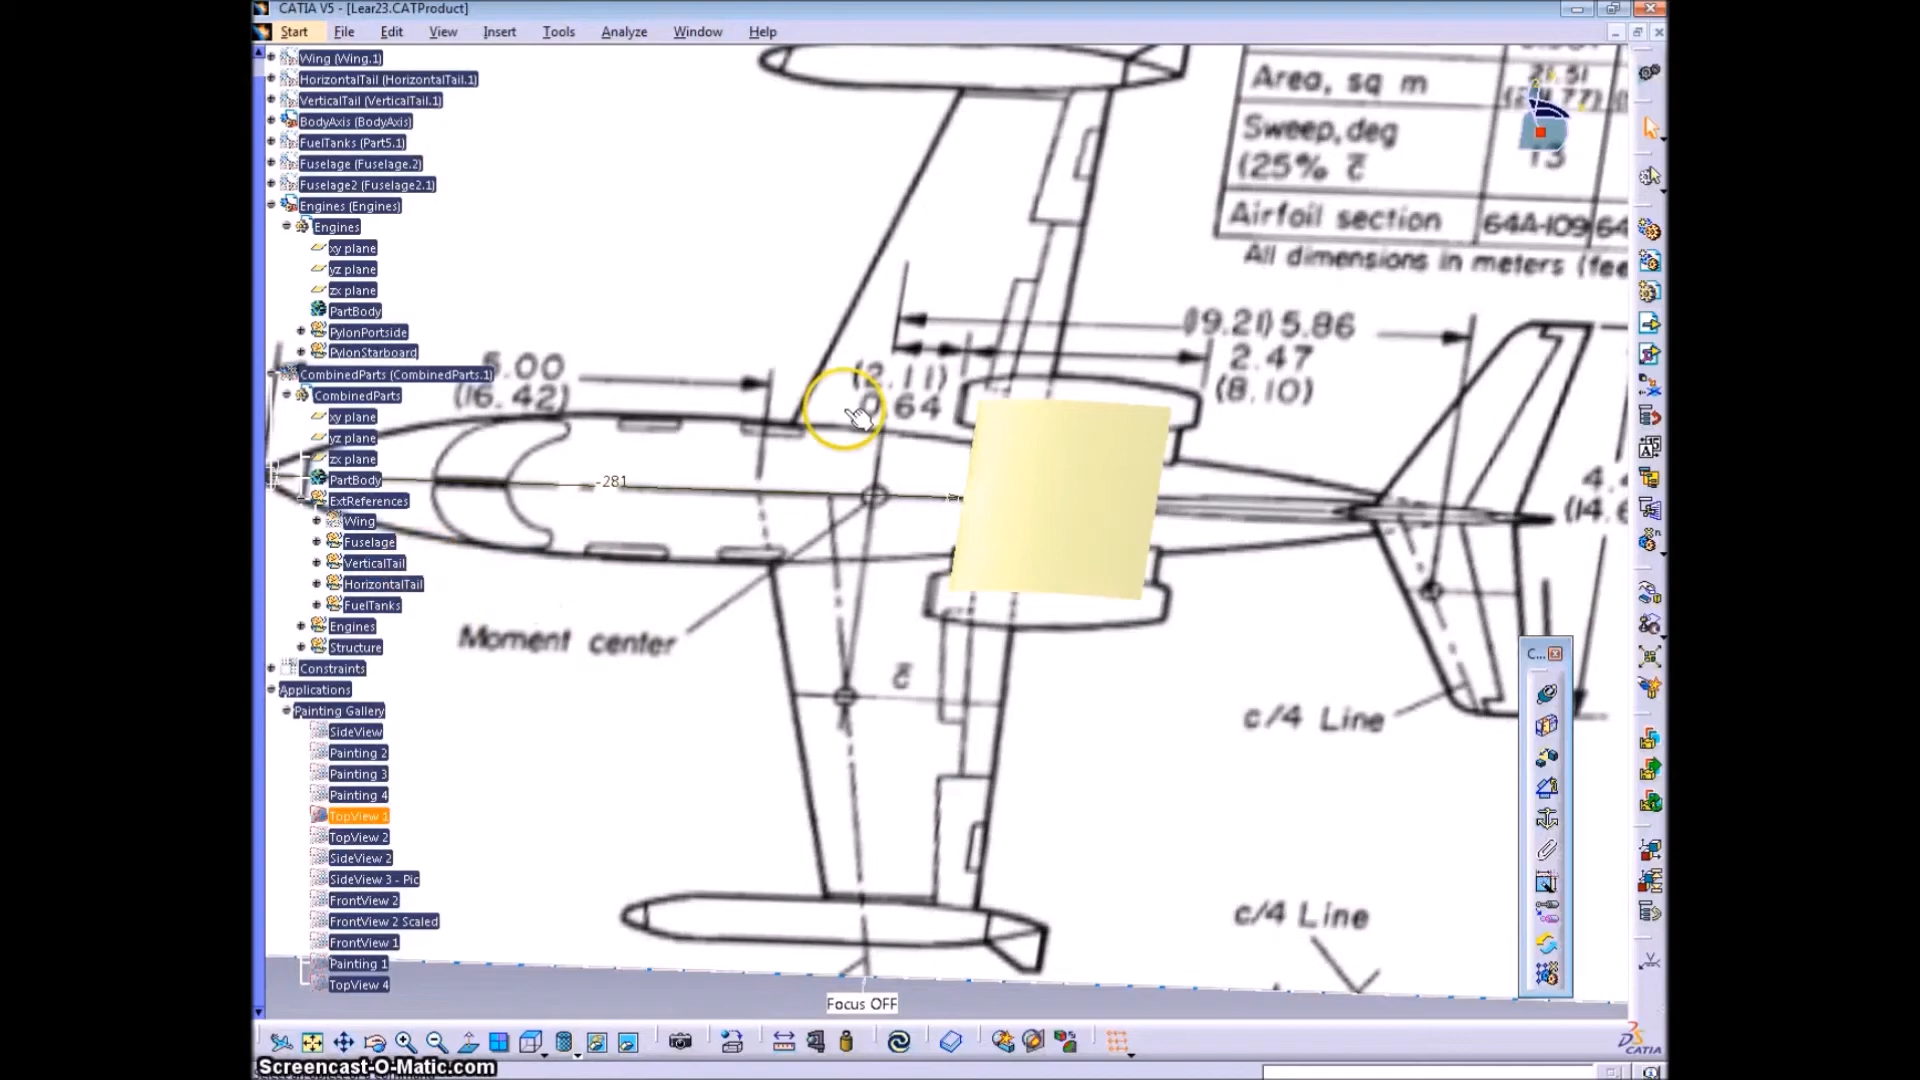 CATIA V5 - [Lear23.CATProduct]
Start File Edit View Insert Tools Analyze Window Help
Wing (Wing.1)
HorizontalTail (HorizontalTail.1)
VerticalTail (VerticalTail.1)
BodyAxis (BodyAxis)
FuelTanks (Part5.1)
Fuselage (Fuselage.2)
Fuselage2 (Fuselage2.1)
Engines (Engines)
Engines
xy plane
yz plane
zx plane
PartBody
PylonPortside
PylonStarboard
CombinedParts (CombinedParts.1)
CombinedParts
xy plane
yz plane
zx plane
PartBody
ExtReferences
Wing
Fuselage
VerticalTail
HorizontalTail
FuelTanks
Engines
Structure
Constraints
Applications
Painting Gallery
SideView
Painting 2
Painting 3
Painting 4
TopView 1
TopView 2
SideView 2
SideView 3 - Pic
FrontView 2
FrontView 2 Scaled
FrontView 1
Painting 1
TopView 4
Area, sq m
Sweep, deg
(25% c̄
13
Airfoil section 64A-109 64
All dimensions in meters (fee
(19.21) 5.86
2.47
(8.10)
(2.11)
0.64
5.00
(16.42)
-281
Moment center
c̄
c/4 Line
c/4 Line
C...
Focus OFF
CATIA
Screencast-O-Matic.com